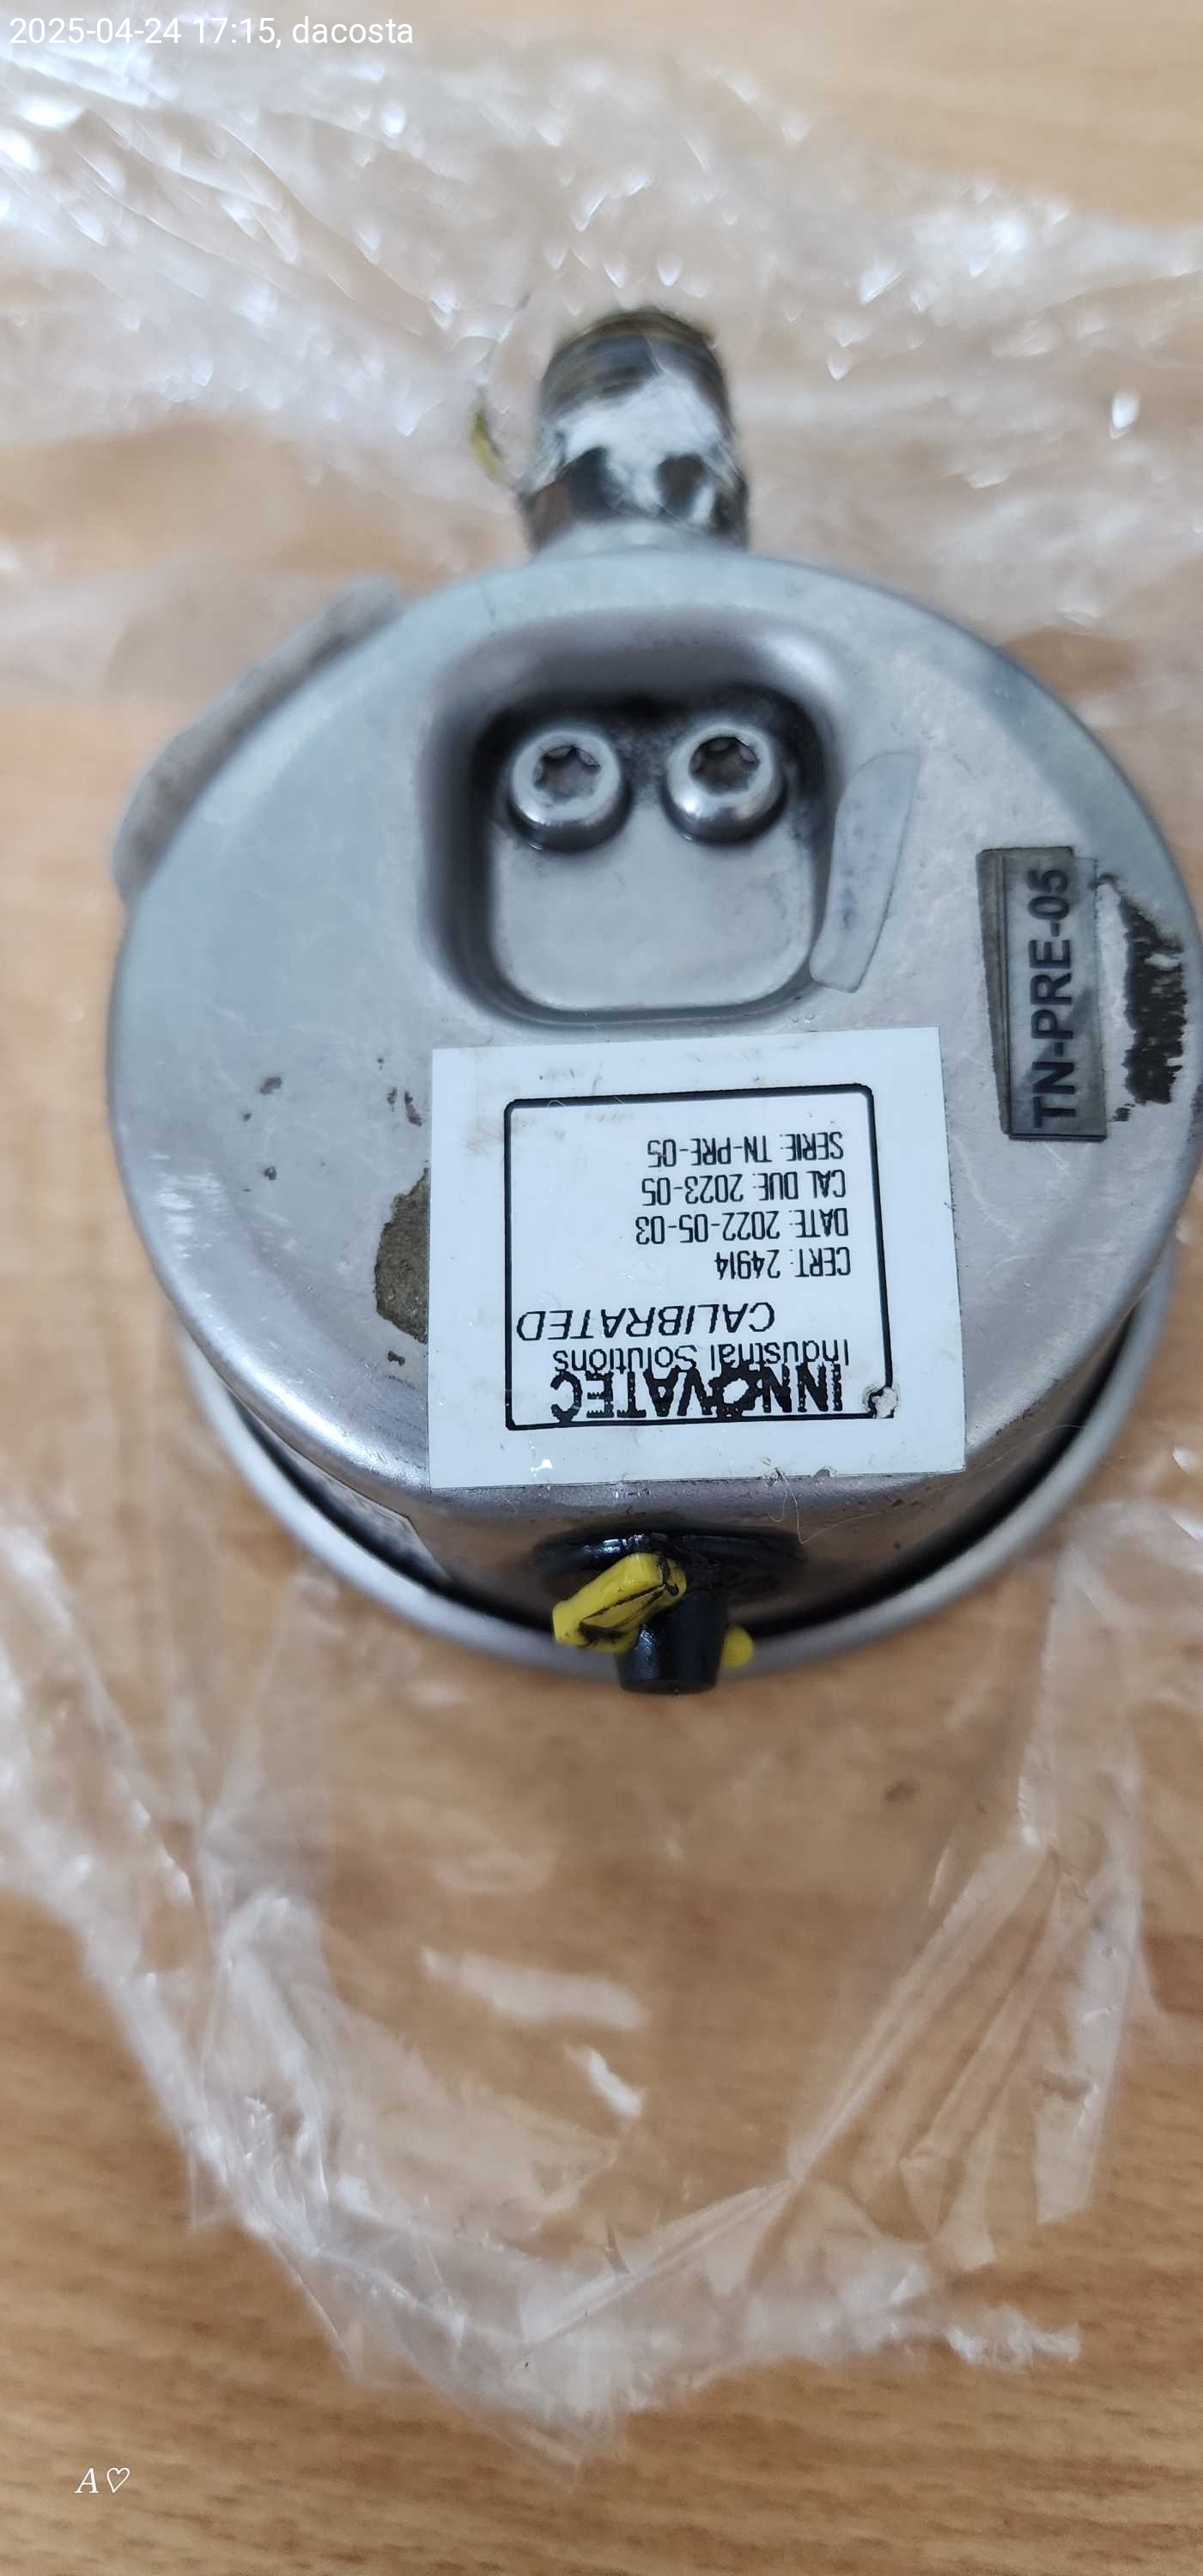 2025-04-24 17:15, dacosta
TN-PRE-05
INNOVATEC
Industrial Solutions
CALIBRATED
CERT: 24914
DATE: 2022-05-03
CAL DUE: 2023-05
SERIE: TN-PRE-05
A♡